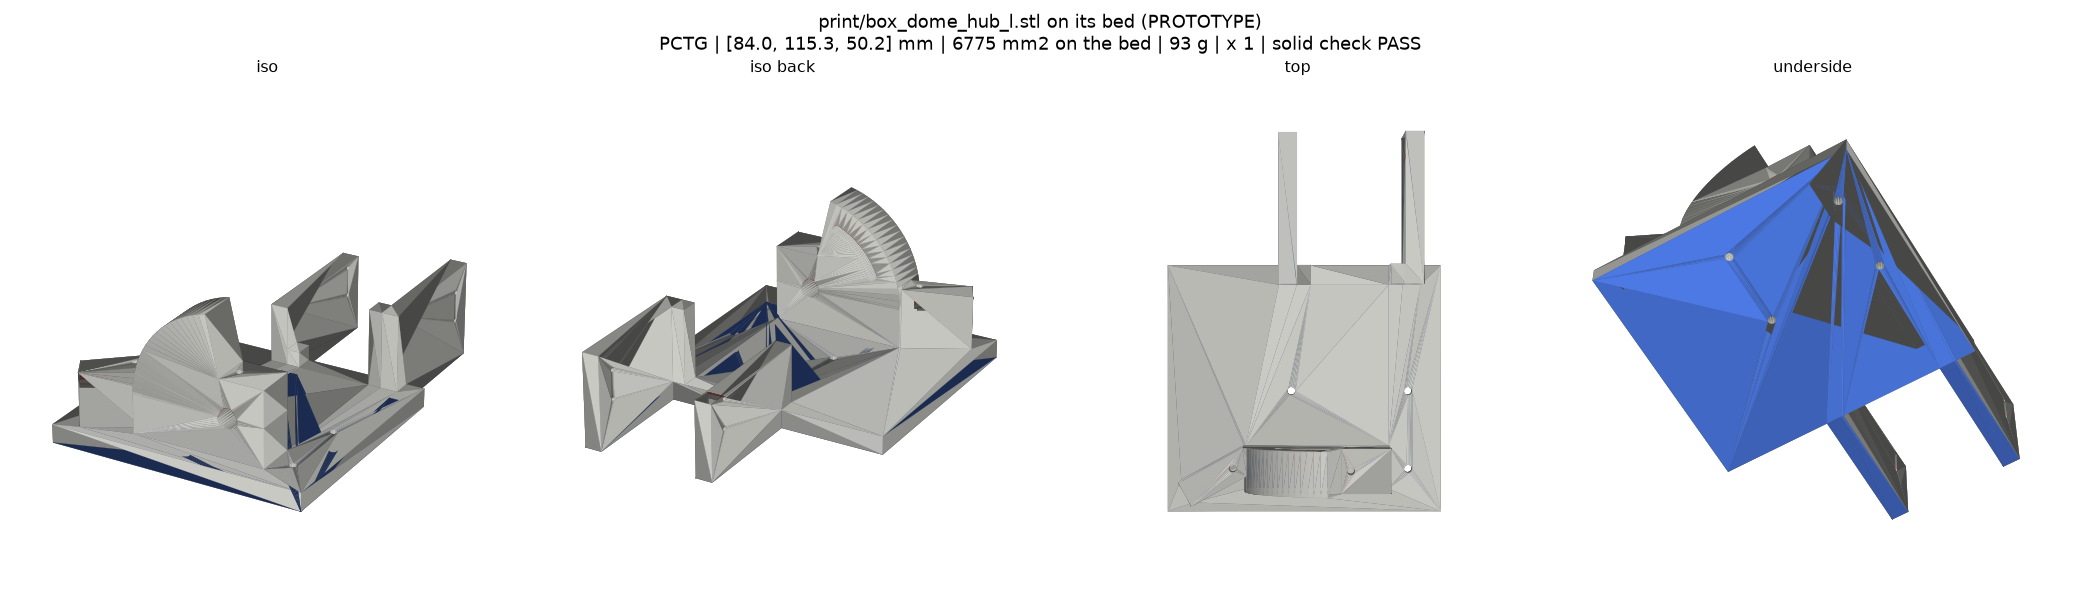 print/box_dome_hub_l.stl on its bed (PROTOTYPE)
PCTG | [84.0, 115.3, 50.2] mm | 6775 mm2 on the bed | 93 g | x 1 | solid check PASS
iso
iso back
top
underside